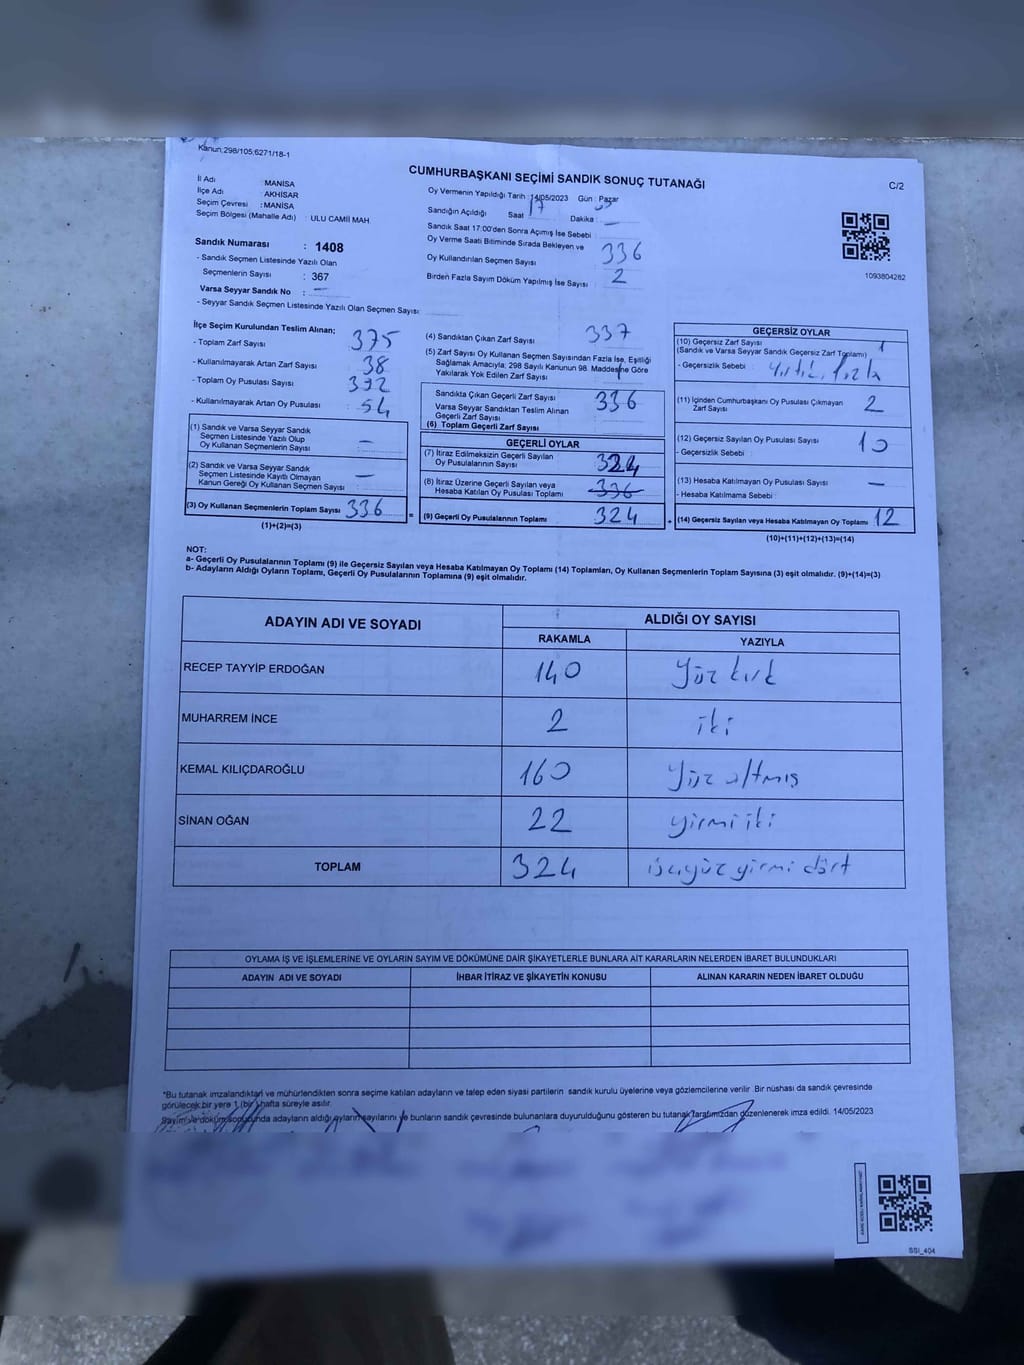 Kanun:298/105;6271/18-1
CUMHURBAŞKANI SEÇİMİ SANDIK SONUÇ TUTANAĞI
C/2
İl Adı : MANİSA
İlçe Adı : AKHİSAR
Seçim Çevresi : MANİSA
Seçim Bölgesi (Mahalle Adı) : ULU CAMİİ MAH.
Sandık Numarası : 1408
- Sandık Seçmen Listesinde Yazılı Olan
Seçmenlerin Sayısı : 367
Varsa Seyyar Sandık No : —
- Seyyar Sandık Seçmen Listesinde Yazılı Olan Seçmen Sayısı :
Oy Vermenin Yapıldığı Tarih : 14/05/2023 Gün : Pazar
Sandığın Açıldığı Saat : 17 Dakika : —
Sandık Saat 17:00'den Sonra Açımış İse Sebebi :
Oy Verme Saati Bitiminde Sırada Bekleyen ve
Oy Kullandırılan Seçmen Sayısı : 336
Birden Fazla Sayım Döküm Yapılmış İse Sayısı : 2
1093804282
İlçe Seçim Kurulundan Teslim Alınan;
- Toplam Zarf Sayısı : 375
- Kullanılmayarak Artan Zarf Sayısı : 38
- Toplam Oy Pusulası Sayısı :
- Kullanılmayarak Artan Oy Pusulası : 54
(1) Sandık ve Varsa Seyyar Sandık
Seçmen Listesinde Yazılı Olup
Oy Kullanan Seçmenlerin Sayısı : —
(2) Sandık ve Varsa Seyyar Sandık
Seçmen Listesinde Kayıtlı Olmayan
Kanun Gereği Oy Kullanan Seçmen Sayısı : —
(3) Oy Kullanan Seçmenlerin Toplam Sayısı : 336
(1)+(2)=(3)
(4) Sandıktan Çıkan Zarf Sayısı : 337
(5) Zarf Sayısı Oy Kullanan Seçmen Sayısından Fazla İse, Eşitliği
Sağlamak Amacıyla; 298 Sayılı Kanunun 98. Maddesine Göre
Yakılarak Yok Edilen Zarf Sayısı : 1
Sandıkta Çıkan Geçerli Zarf Sayısı : 336
Varsa Seyyar Sandıktan Teslim Alınan
Geçerli Zarf Sayısı :
(6) Toplam Geçerli Zarf Sayısı :
GEÇERLİ OYLAR
(7) İtiraz Edilmeksizin Geçerli Sayılan
Oy Pusulalarının Sayısı : 324
(8) İtiraz Üzerine Geçerli Sayılan veya
Hesaba Katılan Oy Pusulası Toplamı : 336
= (9) Geçerli Oy Pusulalarının Toplamı : 324
GEÇERSİZ OYLAR
(10) Geçersiz Zarf Sayısı : 1
(Sandık ve Varsa Seyyar Sandık Geçersiz Zarf Toplamı)
- Geçersizlik Sebebi : Yırtık, fazla
(11) İçinden Cumhurbaşkanı Oy Pusulası Çıkmayan
Zarf Sayısı : 2
(12) Geçersiz Sayılan Oy Pusulası Sayısı : 10
- Geçersizlik Sebebi :
(13) Hesaba Katılmayan Oy Pusulası Sayısı : —
- Hesaba Katılmama Sebebi :
+ (14) Geçersiz Sayılan veya Hesaba Katılmayan Oy Toplamı : 12
(10)+(11)+(12)+(13)=(14)
NOT:
a- Geçerli Oy Pusulalarının Toplamı (9) ile Geçersiz Sayılan veya Hesaba Katılmayan Oy Toplamı (14) Toplamları, Oy Kullanan Seçmenlerin Toplam Sayısına (3) eşit olmalıdır. (9)+(14)=(3)
b- Adayların Aldığı Oyların Toplamı, Geçerli Oy Pusulalarının Toplamına (9) eşit olmalıdır.
ADAYIN ADI VE SOYADI ALDIĞI OY SAYISI
RAKAMLA YAZIYLA
RECEP TAYYİP ERDOĞAN 140 Yüz kırk
MUHARREM İNCE 2 iki
KEMAL KILIÇDAROĞLU 160 Yüz altmış
SİNAN OĞAN 22 yirmi iki
TOPLAM 324 üçyüz yirmi dört
OYLAMA İŞ VE İŞLEMLERİNE VE OYLARIN SAYIM VE DÖKÜMÜNE DAİR ŞİKAYETLERLE BUNLARA AİT KARARLARIN NELERDEN İBARET BULUNDUKLARI
ADAYIN ADI VE SOYADI İHBAR İTİRAZ VE ŞİKAYETİN KONUSU ALINAN KARARIN NEDEN İBARET OLDUĞU
*Bu tutanak imzalandıktan ve mühürlendikten sonra seçime katılan adayların ve talep eden siyasi partilerin sandık kurulu üyelerine veya gözlemcilerine verilir. Bir nüshası da sandık çevresinde
görülecek bir yere 1 (bir) hafta süreyle asılır.
Sayım ve döküm sonunda adayların aldığı oyların sayılarını ve bunların sandık çevresinde bulunanlara duyurulduğunu gösteren bu tutanak tarafımızdan düzenlenerek imza edildi. 14/05/2023
SSI_404